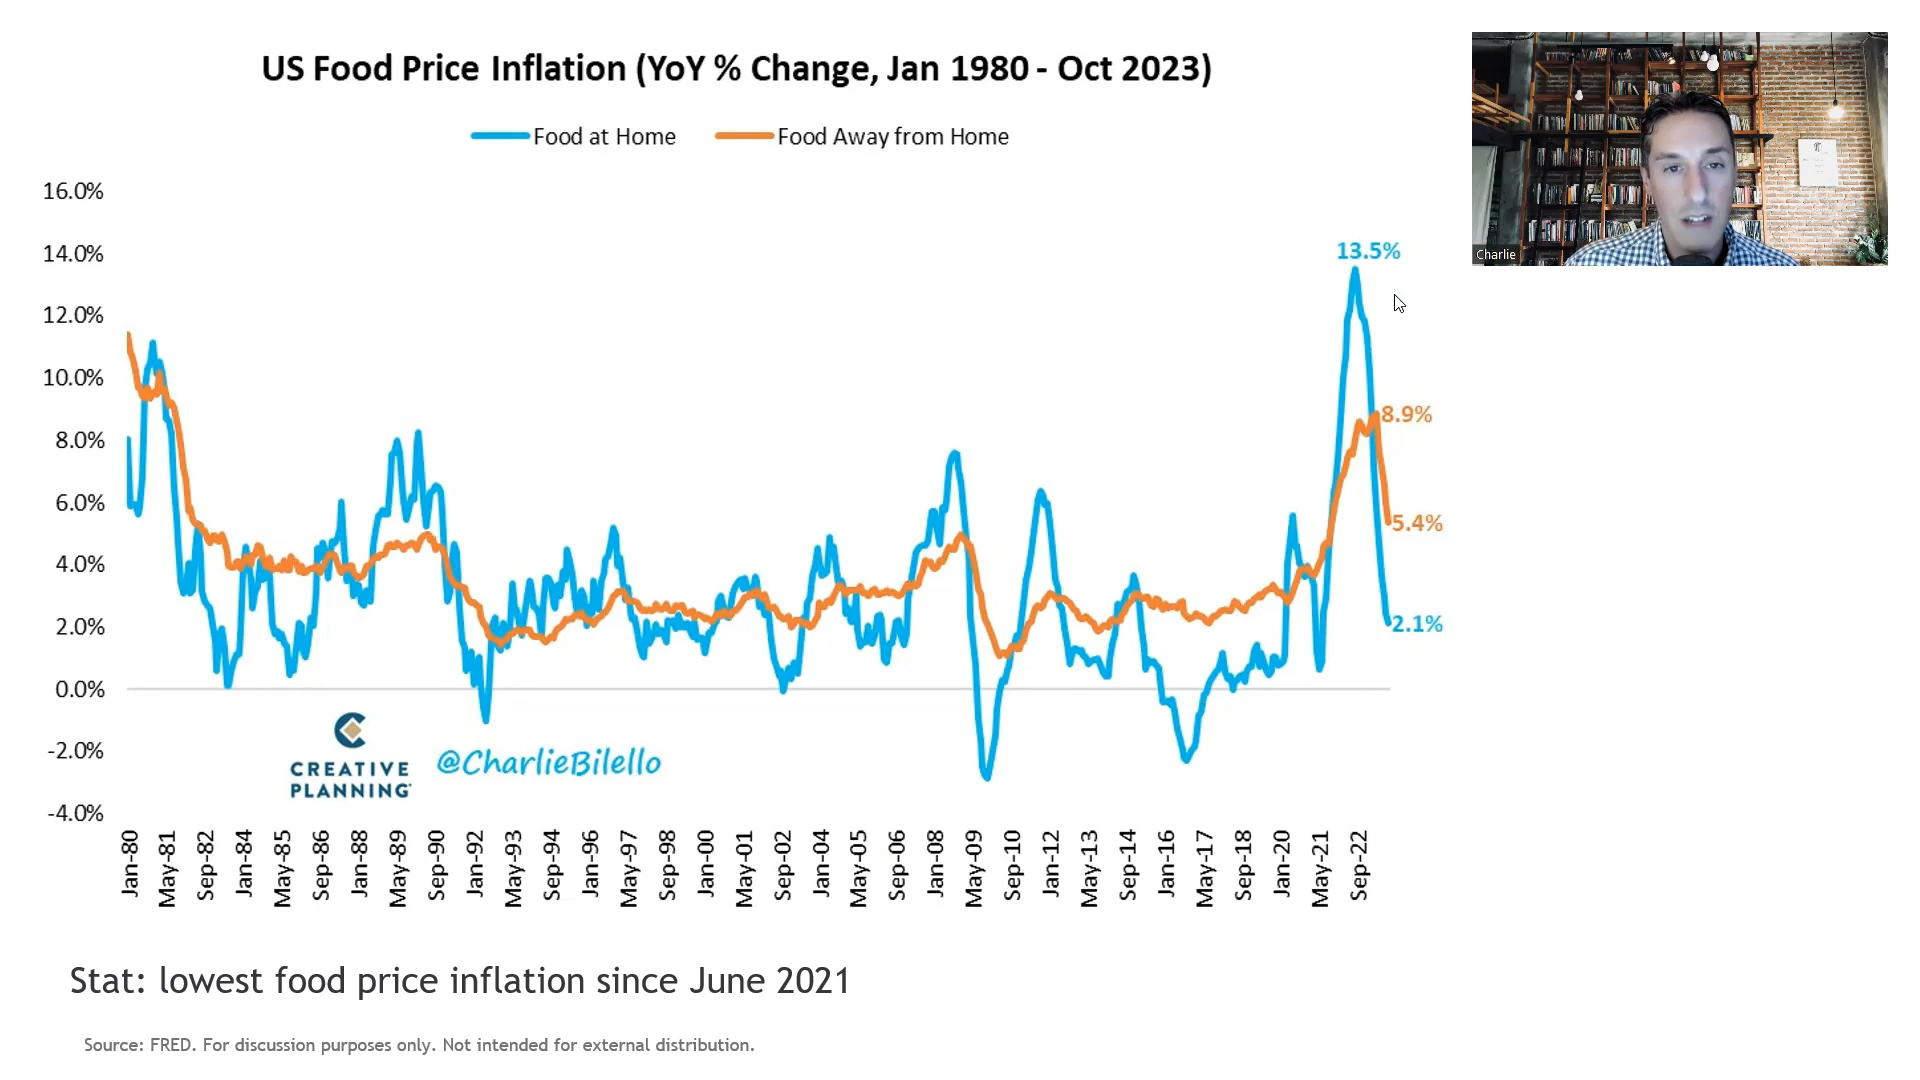 US Food Price Inflation (YoY % Change, Jan 1980 - Oct 2023)
Food at Home
Food Away from Home
16.0%
14.0%
12.0%
10.0%
8.0%
6.0%
4.0%
2.0%
0.0%
-2.0%
-4.0%
13.5%
8.9%
5.4%
2.1%
CREATIVE
PLANNING
@CharlieBilello
Jan-80
May-81
Sep-82
Jan-84
May-85
Sep-86
Jan-88
May-89
Sep-90
Jan-92
May-93
Sep-94
Jan-96
May-97
Sep-98
Jan-00
May-01
Sep-02
Jan-04
May-05
Sep-06
Jan-08
May-09
Sep-10
Jan-12
May-13
Sep-14
Jan-16
May-17
Sep-18
Jan-20
May-21
Sep-22
Charlie
Stat: lowest food price inflation since June 2021
Source: FRED. For discussion purposes only. Not intended for external distribution.